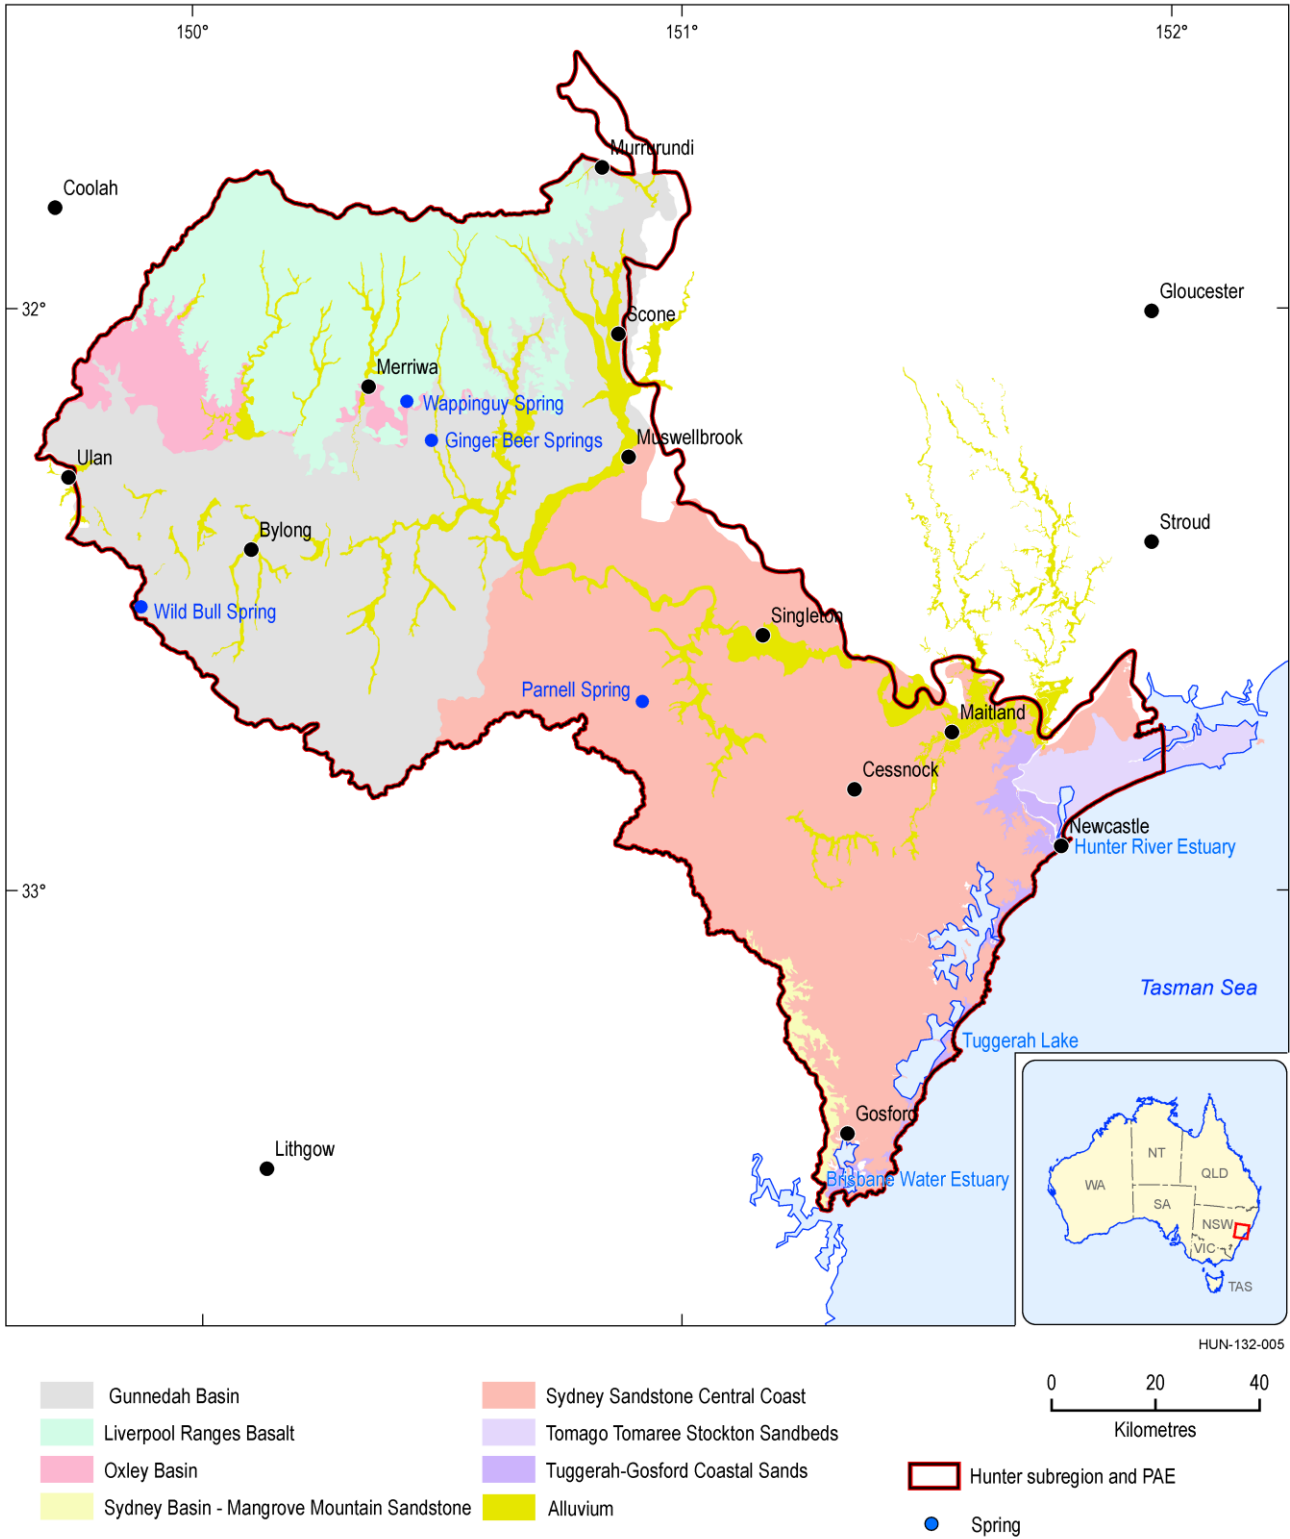 150°
151°
152°
Murrurundi
Coolah
Gloucester
32°
Scone
Merriwa
Wappinguy Spring
Ginger Beer Springs
Muswellbrook
Ulan
Stroud
Bylong
Wild Bull Spring
Singleton
Parnell Spring
Maitland
Cessnock
Newcastle
Hunter River Estuary
33°
Tasman Sea
Tuggerah Lake
Gosford
Lithgow
Brisbane Water Estuary
NT
QLD
WA
SA
NSW
VIC
TAS
HUN-132-005
Gunnedah Basin
Liverpool Ranges Basalt
Oxley Basin
Sydney Basin - Mangrove Mountain Sandstone
Sydney Sandstone Central Coast
Tomago Tomaree Stockton Sandbeds
Tuggerah-Gosford Coastal Sands
Alluvium
0 20 40
Kilometres
Hunter subregion and PAE
Spring